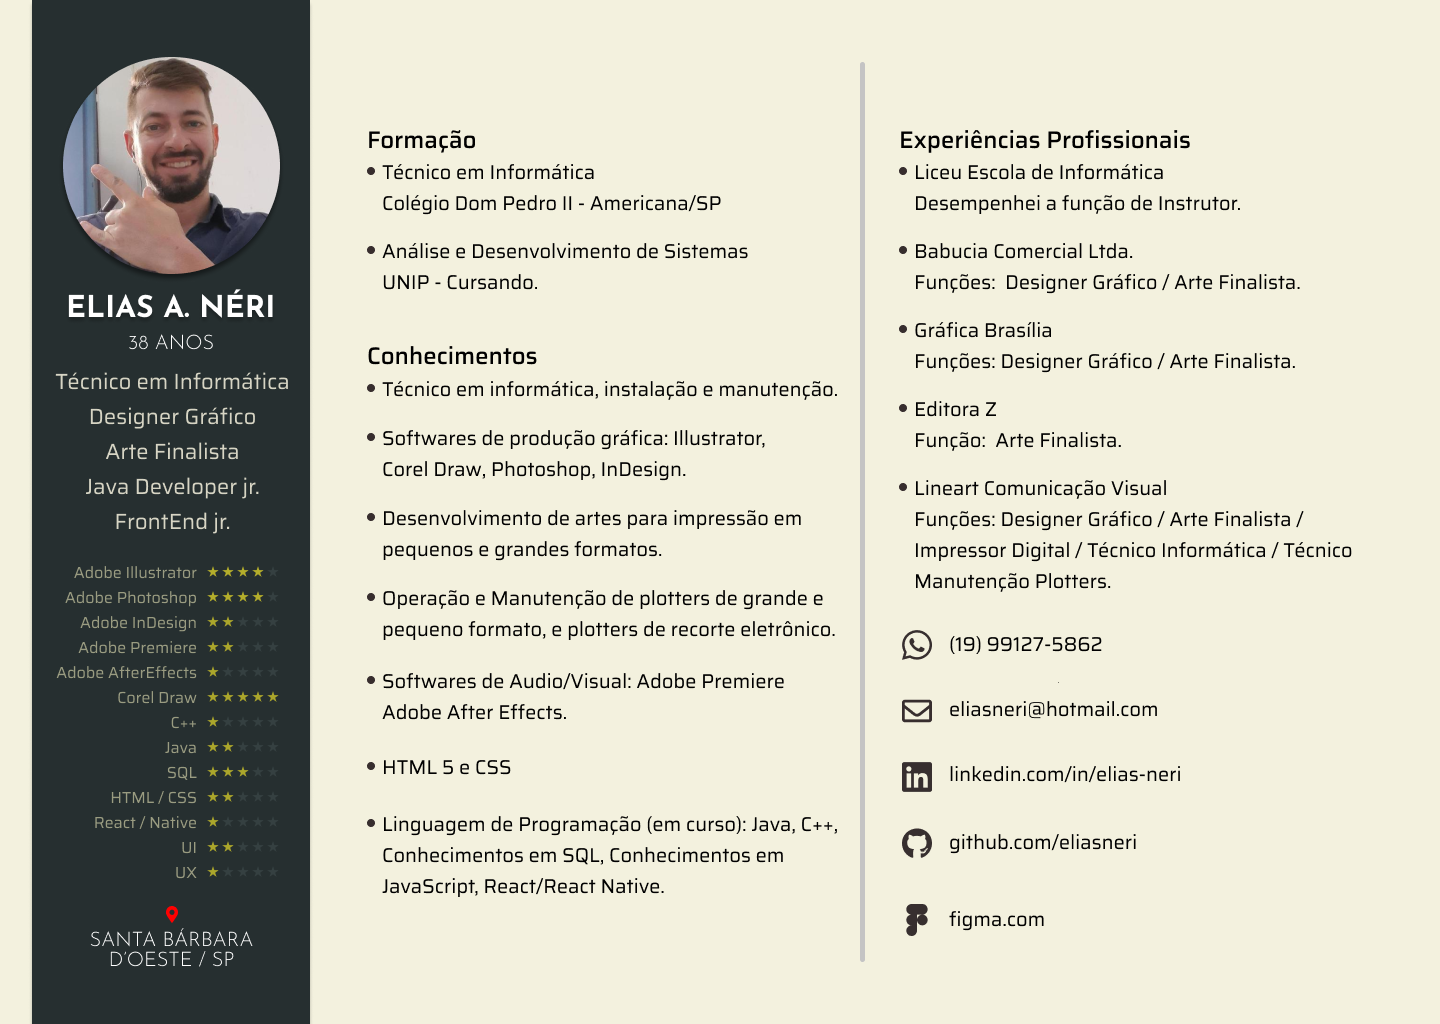 ELIAS A. NÉRI
38 ANOS
Técnico em Informática
Designer Gráfico
Arte Finalista
Java Developer jr.
FrontEnd jr.
Adobe Illustrator ★★★★★
Adobe Photoshop ★★★★★
Adobe InDesign ★★★★★
Adobe Premiere ★★★★★
Adobe AfterEffects ★★★★★
Corel Draw ★★★★★
C++ ★★★★★
Java ★★★★★
SQL ★★★★★
HTML / CSS ★★★★★
React / Native ★★★★★
UI ★★★★★
UX ★★★★★
SANTA BÁRBARA
D'OESTE / SP
Formação
• Técnico em Informática
Colégio Dom Pedro II - Americana/SP
• Análise e Desenvolvimento de Sistemas
UNIP - Cursando.
Conhecimentos
• Técnico em informática, instalação e manutenção.
• Softwares de produção gráfica: Illustrator,
Corel Draw, Photoshop, InDesign.
• Desenvolvimento de artes para impressão em
pequenos e grandes formatos.
• Operação e Manutenção de plotters de grande e
pequeno formato, e plotters de recorte eletrônico.
• Softwares de Audio/Visual: Adobe Premiere
Adobe After Effects.
• HTML 5 e CSS
• Linguagem de Programação (em curso): Java, C++,
Conhecimentos em SQL, Conhecimentos em
JavaScript, React/React Native.
Experiências Profissionais
• Liceu Escola de Informática
Desempenhei a função de Instrutor.
• Babucia Comercial Ltda.
Funções: Designer Gráfico / Arte Finalista.
• Gráfica Brasília
Funções: Designer Gráfico / Arte Finalista.
• Editora Z
Função: Arte Finalista.
• Lineart Comunicação Visual
Funções: Designer Gráfico / Arte Finalista /
Impressor Digital / Técnico Informática / Técnico
Manutenção Plotters.
(19) 99127-5862
eliasneri@hotmail.com
linkedin.com/in/elias-neri
github.com/eliasneri
figma.com